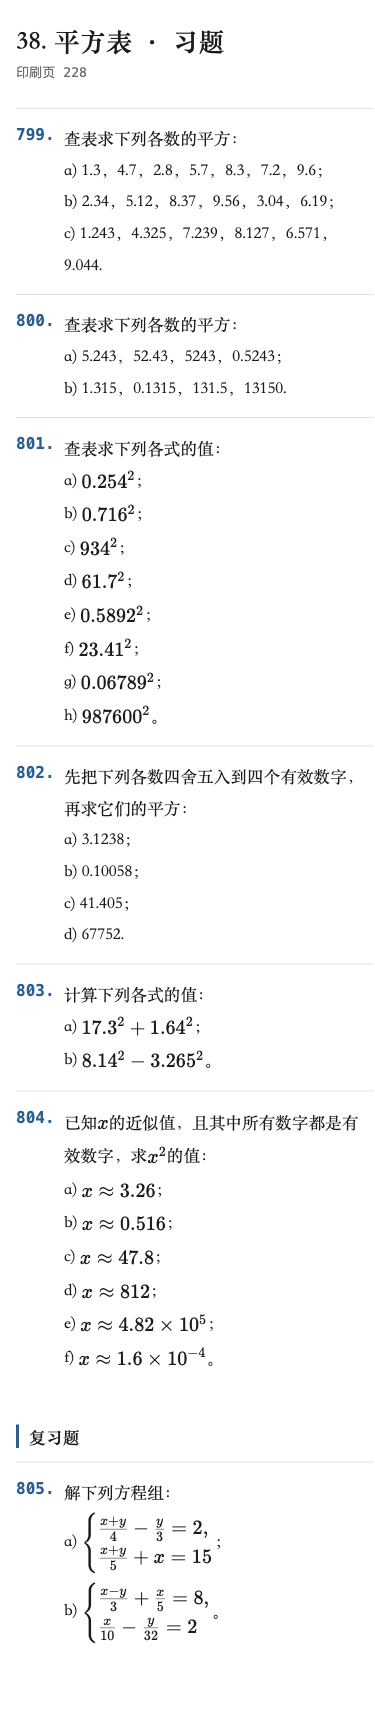 38. 平方表 · 习题
印刷页 228
799. 查表求下列各数的平方：
a) 1.3，4.7，2.8，5.7，8.3，7.2，9.6；
b) 2.34，5.12，8.37，9.56，3.04，6.19；
c) 1.243，4.325，7.239，8.127，6.571，
9.044.
800. 查表求下列各数的平方：
a) 5.243，52.43，5243，0.5243；
b) 1.315，0.1315，131.5，13150.
801. 查表求下列各式的值：
a) 0.254²；
b) 0.716²；
c) 934²；
d) 61.7²；
e) 0.5892²；
f) 23.41²；
g) 0.06789²；
h) 987600²。
802. 先把下列各数四舍五入到四个有效数字，
再求它们的平方：
a) 3.1238；
b) 0.10058；
c) 41.405；
d) 67752.
803. 计算下列各式的值：
a) 17.3² + 1.64²；
b) 8.14² − 3.265²。
804. 已知x的近似值，且其中所有数字都是有
效数字，求x²的值：
a) x ≈ 3.26；
b) x ≈ 0.516；
c) x ≈ 47.8；
d) x ≈ 812；
e) x ≈ 4.82 × 10⁵；
f) x ≈ 1.6 × 10⁻⁴。
复习题
805. 解下列方程组：
a) { (x+y)/4 − y/3 = 2,
(x+y)/5 + x = 15 ；
b) { (x−y)/3 + x/5 = 8,
x/10 − y/32 = 2 。